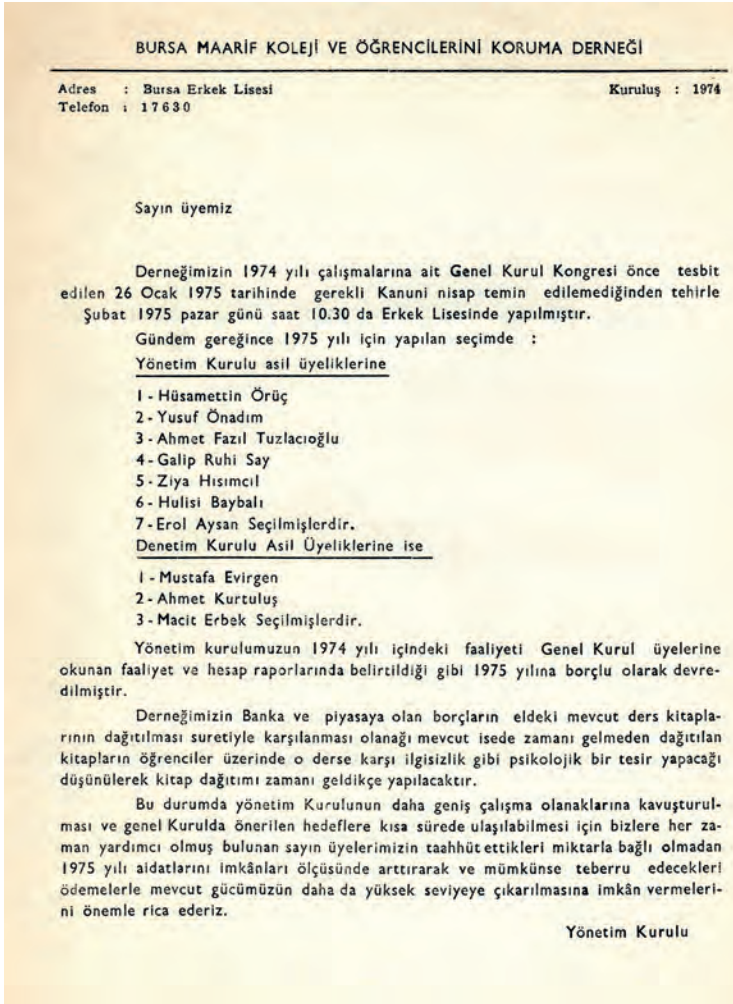 BURSA MAARİF KOLEJİ VE ÖĞRENCİLERİNİ KORUMA DERNEĞİ
Adres : Bursa Erkek Lisesi Kuruluş : 1974
Telefon : 17630
Sayın üyemiz
Derneğimizin 1974 yılı çalışmalarına ait Genel Kurul Kongresi önce tesbit
edilen 26 Ocak 1975 tarihinde gerekli Kanuni nisap temin edilemediğinden tehirle
Şubat 1975 pazar günü saat 10.30 da Erkek Lisesinde yapılmıştır.
Gündem gereğince 1975 yılı için yapılan seçimde :
Yönetim Kurulu asil üyeliklerine
1 - Hüsamettin Örüç
2 - Yusuf Önadım
3 - Ahmet Fazıl Tuzlacıoğlu
4 - Galip Ruhi Say
5 - Ziya Hısımcıl
6 - Hulisi Baybalı
7 - Erol Aysan Seçilmişlerdir.
Denetim Kurulu Asil Üyeliklerine ise
1 - Mustafa Evirgen
2 - Ahmet Kurtuluş
3 - Macit Erbek Seçilmişlerdir.
Yönetim kurulumuzun 1974 yılı içindeki faaliyeti Genel Kurul üyelerine
okunan faaliyet ve hesap raporlarında belirtildiği gibi 1975 yılına borçlu olarak devre-
dilmiştir.
Derneğimizin Banka ve piyasaya olan borçların eldeki mevcut ders kitapla-
rının dağıtılması suretiyle karşılanması olanağı mevcut isede zamanı gelmeden dağıtılan
kitapların öğrenciler üzerinde o derse karşı ilgisizlik gibi psikolojik bir tesir yapacağı
düşünülerek kitap dağıtımı zamanı geldikçe yapılacaktır.
Bu durumda yönetim Kurulunun daha geniş çalışma olanaklarına kavuşturul-
ması ve genel Kurulda önerilen hedeflere kısa sürede ulaşılabilmesi için bizlere her za-
man yardımcı olmuş bulunan sayın üyelerimizin taahhüt ettikleri miktarla bağlı olmadan
1975 yılı aidatlarını imkânları ölçüsünde arttırarak ve mümkünse teberru edecekleri
ödemelerle mevcut gücümüzün daha da yüksek seviyeye çıkarılmasına imkân vermeleri-
ni önemle rica ederiz.
Yönetim Kurulu